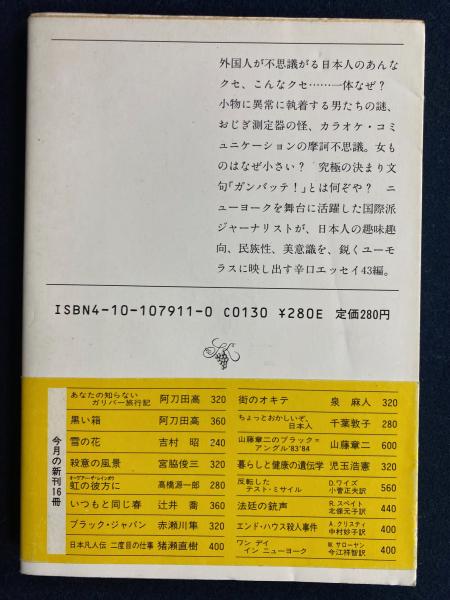 外国人が不思議がる日本人のあんな
クセ、こんなクセ……一体なぜ？
小物に異常に執着する男たちの謎、
おじぎ測定器の怪、カラオケ・コミ
ュニケーションの摩訶不思議。女も
のはなぜ小さい？ 究極の決まり文
句「ガンバッテ！」とは何ぞや？ ニ
ューヨークを舞台に活躍した国際派
ジャーナリストが、日本人の趣味趣
向、民族性、美意識を、鋭くユーモ
ラスに映し出す辛口エッセイ43編。
ISBN4-10-107911-0 C0130 ¥280E 定価280円
今月の新刊16冊
あなたの知らない
ガリバー旅行記 阿刀田高 320
黒い箱 阿刀田高 360
雪の花 吉村 昭 240
殺意の風景 宮脇俊三 320
オーヴァー・ザ・レインボウ
虹の彼方に 高橋源一郎 280
いつもと同じ春 辻井 喬 360
ブラック・ジャパン 赤瀬川隼 320
日本凡人伝 二度目の仕事 猪瀬直樹 400
街のオキテ 泉 麻人 320
ちょっとおかしいぞ、
日本人 千葉敦子 280
山藤章二のブラック=
アングル'83'84 山藤章二 600
暮らしと健康の遺伝学 児玉浩憲 320
反転した
テスト・ミサイル D.ワイズ
小菅正夫訳 560
法廷の銃声 R.スペイト
北條元子訳 440
エンド・ハウス殺人事件 A.クリスティ
中村妙子訳 400
ワン デイ
イン ニューヨーク W.サローヤン
今江祥智訳 400